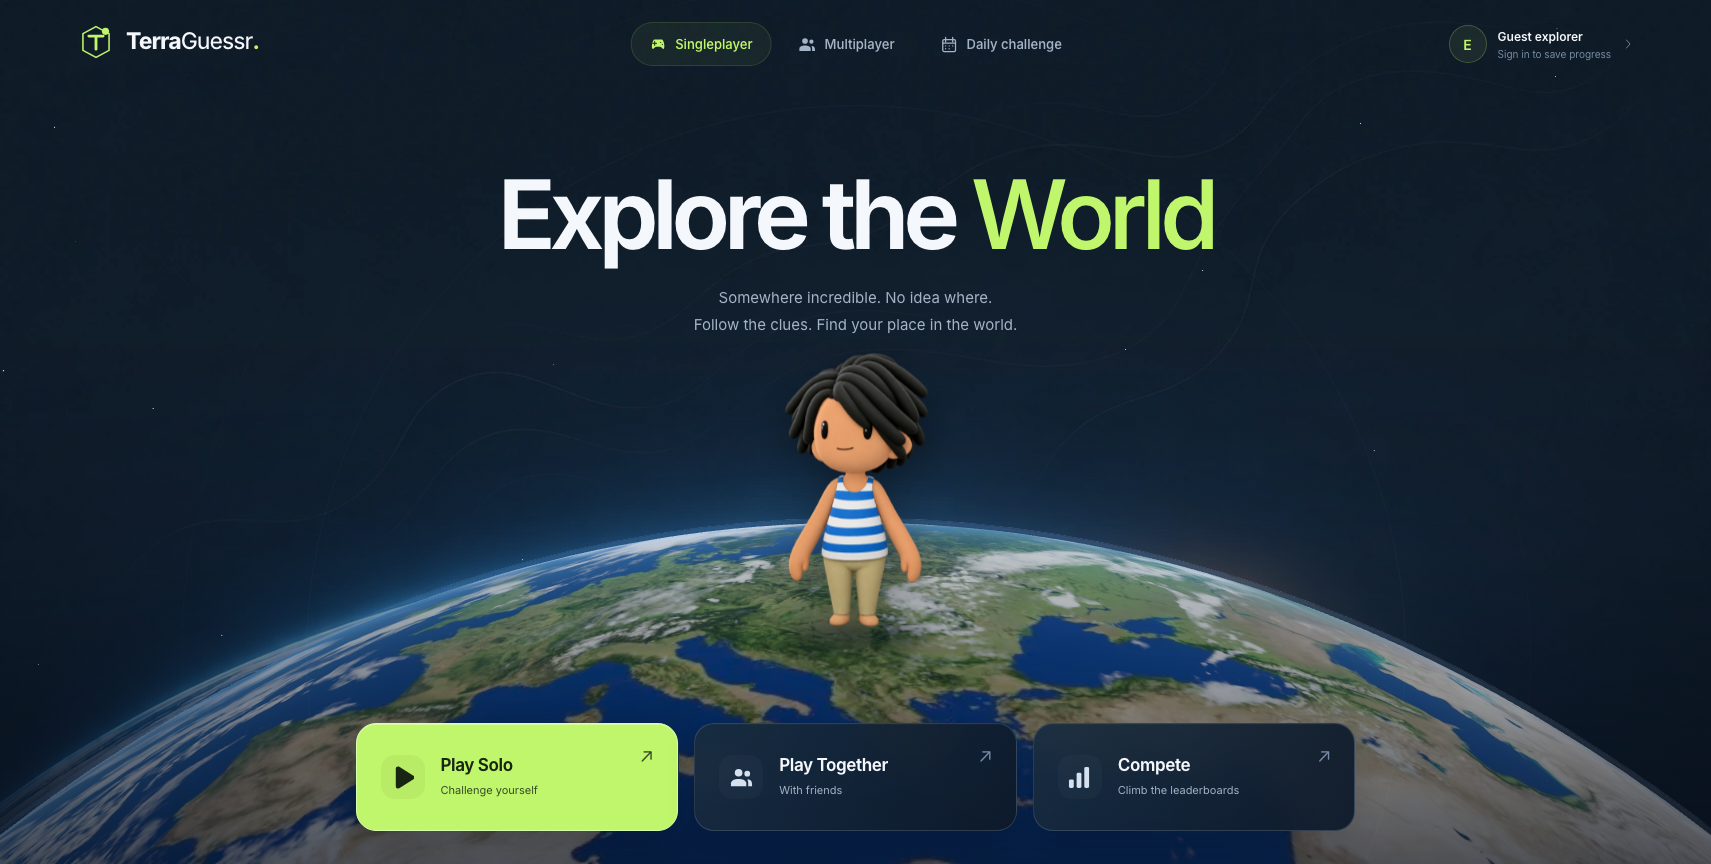 TerraGuessr.
Singleplayer
Multiplayer
Daily challenge
E
Guest explorer
Sign in to save progress
Explore the World
Somewhere incredible. No idea where.
Follow the clues. Find your place in the world.
Play Solo
Challenge yourself
Play Together
With friends
Compete
Climb the leaderboards